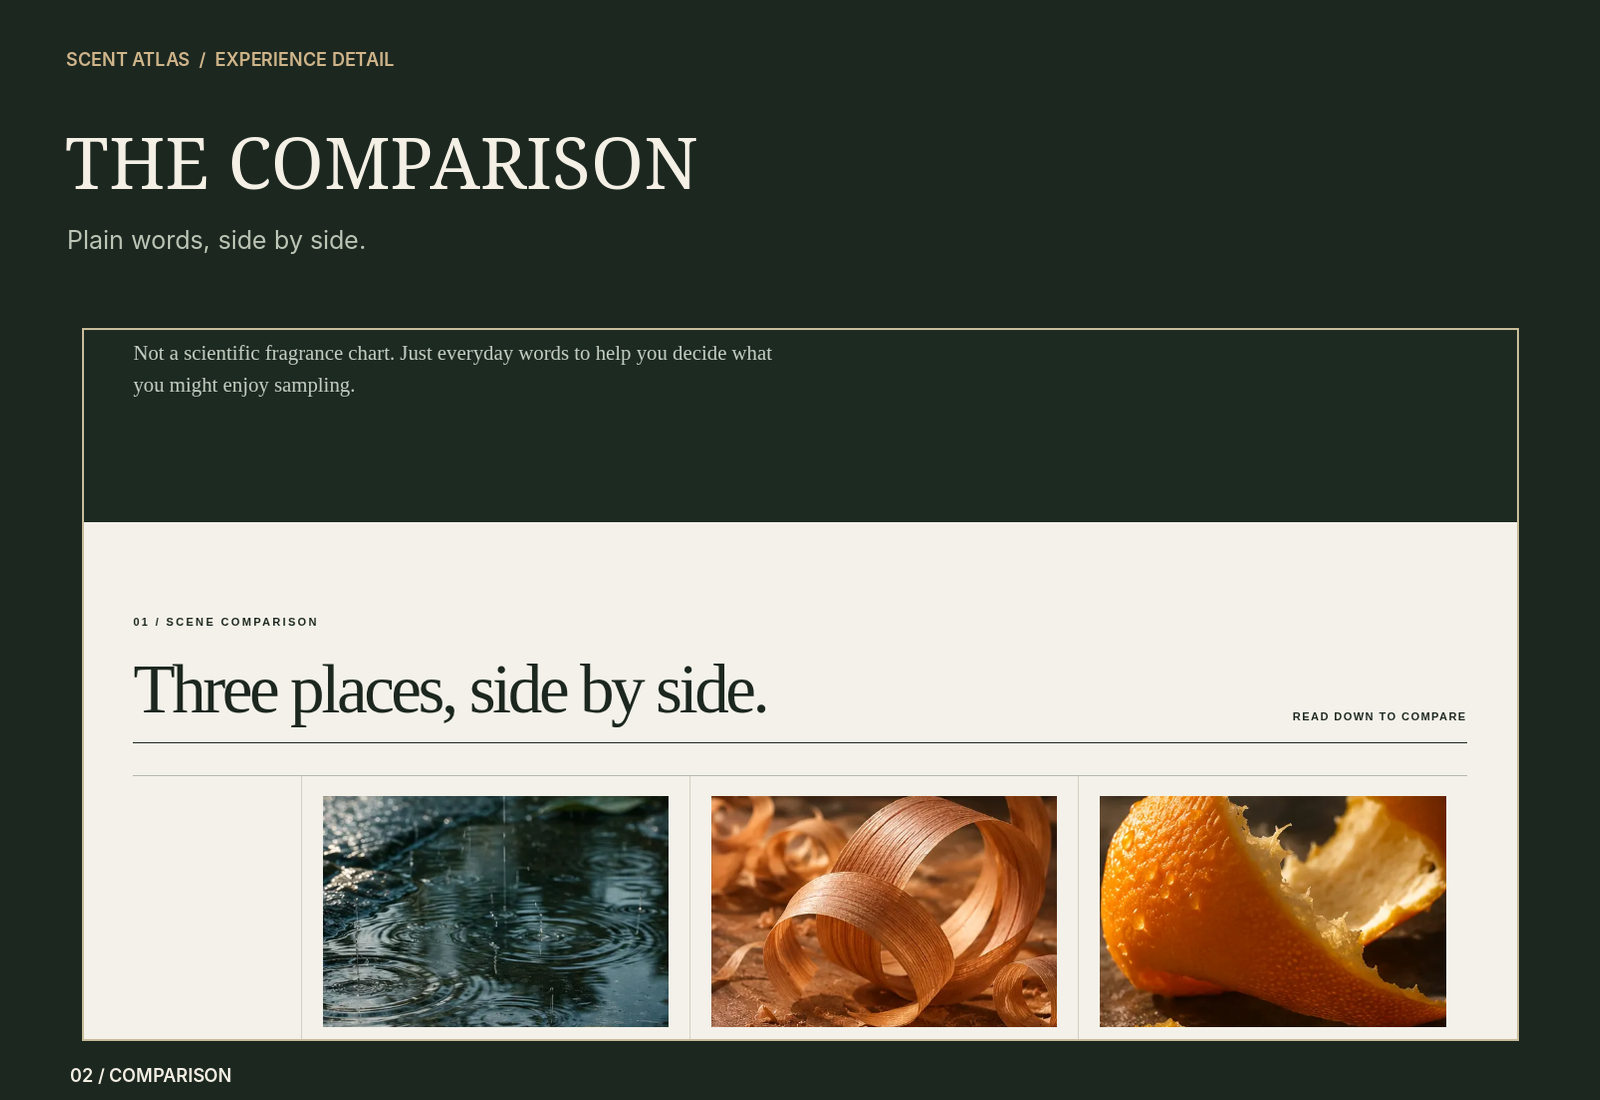 SCENT ATLAS / EXPERIENCE DETAIL
THE COMPARISON
Plain words, side by side.
Not a scientific fragrance chart. Just everyday words to help you decide what
you might enjoy sampling.
01 / SCENE COMPARISON
Three places, side by side.
READ DOWN TO COMPARE
02 / COMPARISON